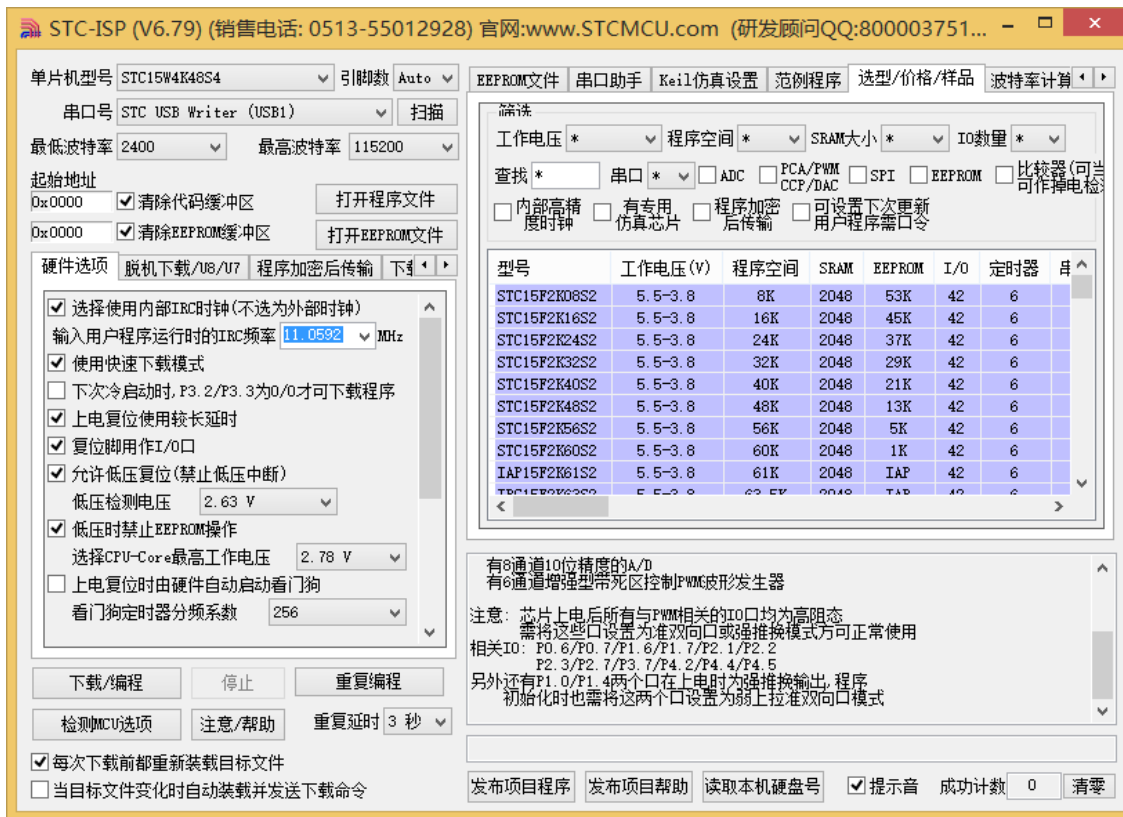 STC-ISP (V6.79) (销售电话: 0513-55012928) 官网:www.STCMCU.com (研发顾问QQ:800003751...
单片机型号 STC15W4K48S4 引脚数 Auto
串口号 STC USB Writer (USB1) 扫描
最低波特率 2400 最高波特率 115200
起始地址
0x0000 清除代码缓冲区 打开程序文件
0x0000 清除EEPROM缓冲区 打开EEPROM文件
硬件选项 脱机下载/U8/U7 程序加密后传输
选择使用内部IRC时钟(不选为外部时钟)
输入用户程序运行时的IRC频率 11.0592 MHz
使用快速下载模式
下次冷启动时,P3.2/P3.3为0/0才可下载程序
上电复位使用较长延时
复位脚用作I/O口
允许低压复位(禁止低压中断)
低压检测电压 2.63 V
低压时禁止EEPROM操作
选择CPU-Core最高工作电压 2.78 V
上电复位时由硬件自动启动看门狗
看门狗定时器分频系数 256
下载/编程 停止 重复编程
检测MCU选项 注意/帮助 重复延时 3 秒
每次下载前都重新装载目标文件
当目标文件变化时自动装载并发送下载命令
EEPROM文件 串口助手 Keil仿真设置 范例程序 选型/价格/样品 波特率计算
筛选
工作电压 * 程序空间 * SRAM大小 * IO数量 *
查找 * 串口 * ADC PCA/PWM CCP/DAC SPI EEPROM 比较器(可当 可作掉电检
内部高精度时钟 有专用仿真芯片 程序加密后传输 可设置下次更新用户程序需口令
型号 工作电压(V) 程序空间 SRAM EEPROM I/O 定时器
STC15F2K08S2 5.5-3.8 8K 2048 53K 42 6
STC15F2K16S2 5.5-3.8 16K 2048 45K 42 6
STC15F2K24S2 5.5-3.8 24K 2048 37K 42 6
STC15F2K32S2 5.5-3.8 32K 2048 29K 42 6
STC15F2K40S2 5.5-3.8 40K 2048 21K 42 6
STC15F2K48S2 5.5-3.8 48K 2048 13K 42 6
STC15F2K56S2 5.5-3.8 56K 2048 5K 42 6
STC15F2K60S2 5.5-3.8 60K 2048 1K 42 6
IAP15F2K61S2 5.5-3.8 61K 2048 IAP 42 6
有8通道10位精度的A/D
有6通道增强型带死区控制PWM波形发生器
注意: 芯片上电后所有与PWM相关的IO口均为高阻态
需将这些口设置为准双向口或强推挽模式方可正常使用
相关IO: P0.6/P0.7/P1.6/P1.7/P2.1/P2.2
P2.3/P2.7/P3.7/P4.2/P4.4/P4.5
另外还有P1.0/P1.4两个口在上电时为强推挽输出,程序
初始化时也需将这两个口设置为弱上拉准双向口模式
发布项目程序 发布项目帮助 读取本机硬盘号 提示音 成功计数 0 清零